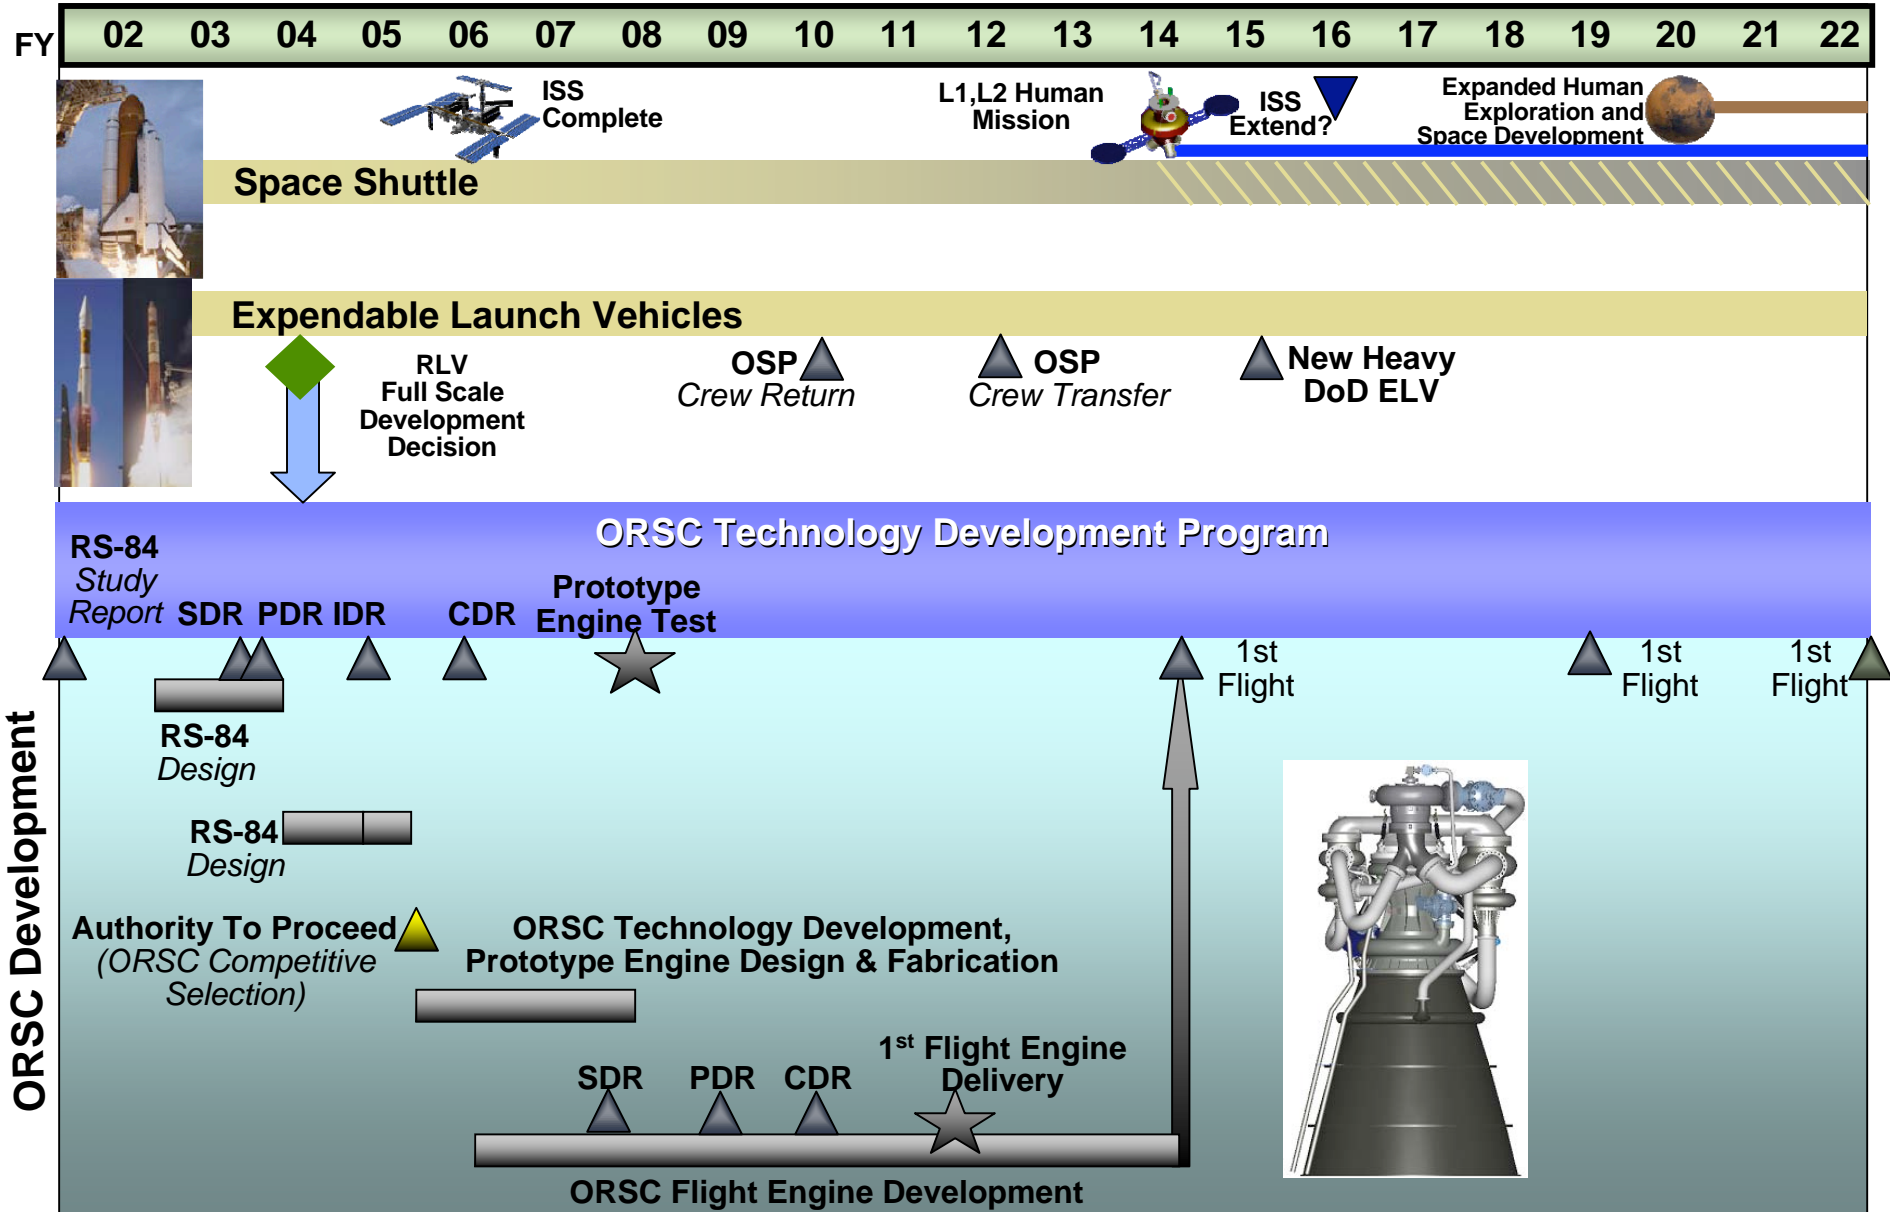 FY 02 03 04 05 06 07 08 09 10 11 12 13 14 15 16 17 18 19 20 21 22
ISS
Complete
L1,L2 Human
Mission
ISS
Extend?
Expanded Human
Exploration and
Space Development
Space Shuttle
Expendable Launch Vehicles
RLV
Full Scale
Development
Decision
OSP
Crew Return
OSP
Crew Transfer
New Heavy
DoD ELV
ORSC Technology Development Program
RS-84
Study
Report
SDR PDR IDR
CDR
Prototype
Engine Test
1st
Flight
1st
Flight
1st
Flight
ORSC Development
RS-84
Design
RS-84
Design
Authority To Proceed
(ORSC Competitive
Selection)
ORSC Technology Development,
Prototype Engine Design & Fabrication
SDR
PDR
CDR
1st Flight Engine
Delivery
ORSC Flight Engine Development